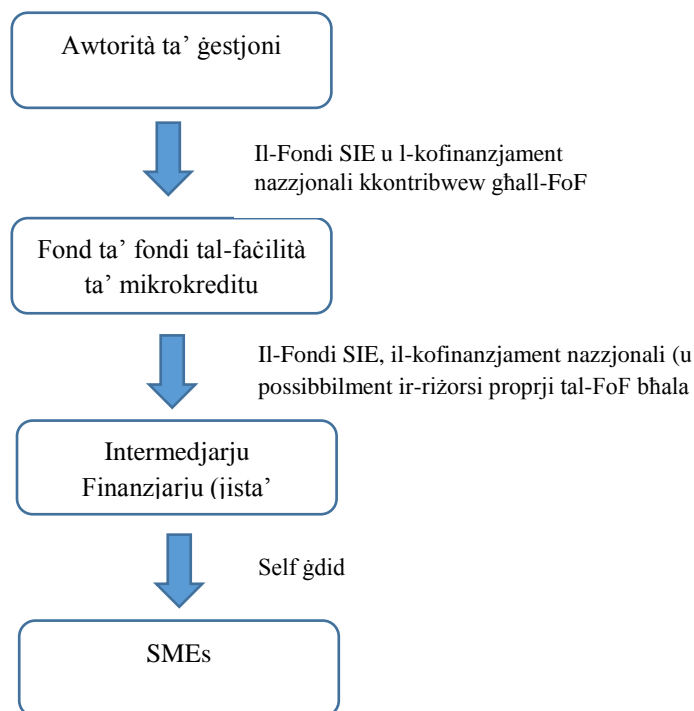 Awtorità ta’ ġestjoni
Il-Fondi SIE u l-kofinanzjament
nazzjonali kkontribwew għall-FoF
Fond ta’ fondi tal-faċilità
ta’ mikrokreditu
Il-Fondi SIE, il-kofinanzjament nazzjonali (u
possibbilment ir-riżorsi proprji tal-FoF bħala
Intermedjarju
Finanzjarju (jista’
Self ġdid
SMEs